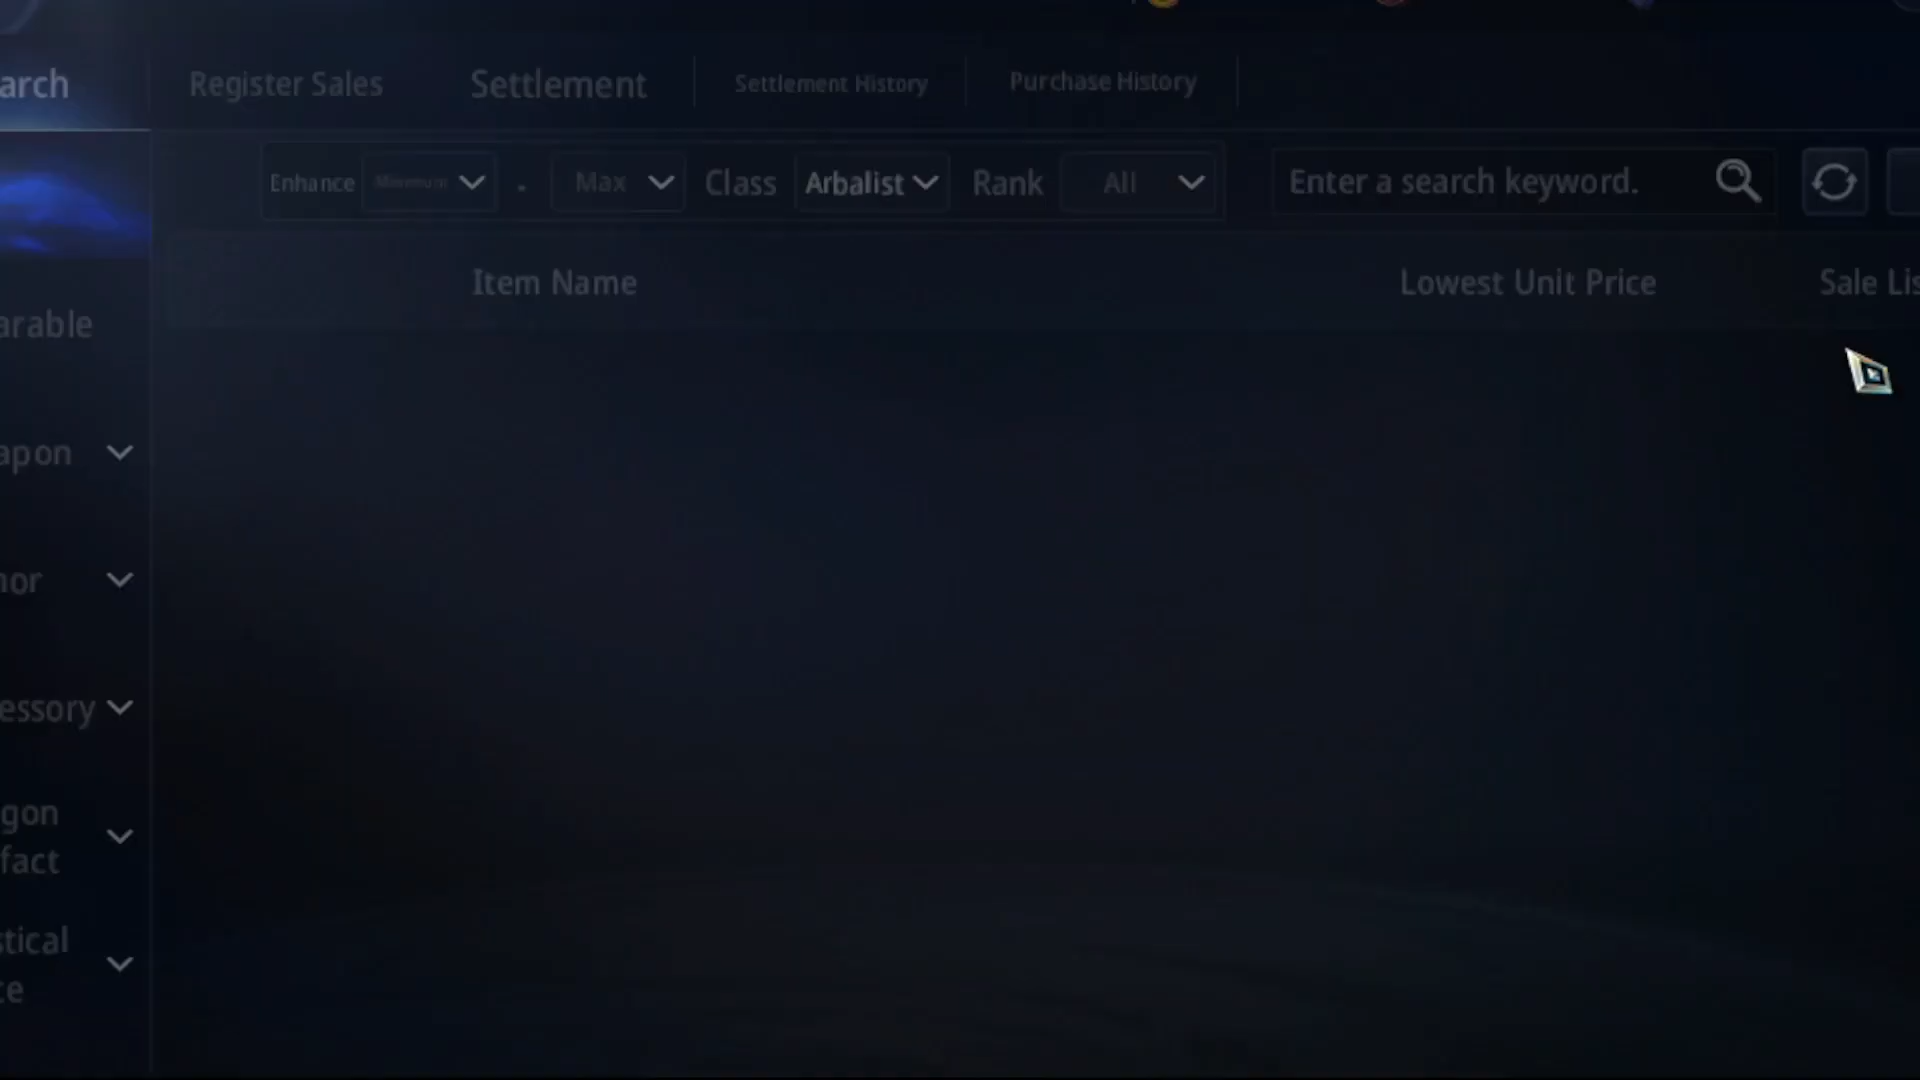 arch Register Sales Settlement Settlement History Purchase History
Enhance Minimum - Max Class Arbalist Rank All Enter a search keyword.
Item Name Lowest Unit Price Sale Lis
arable
apon
nor
essory
gon
fact
stical
ce